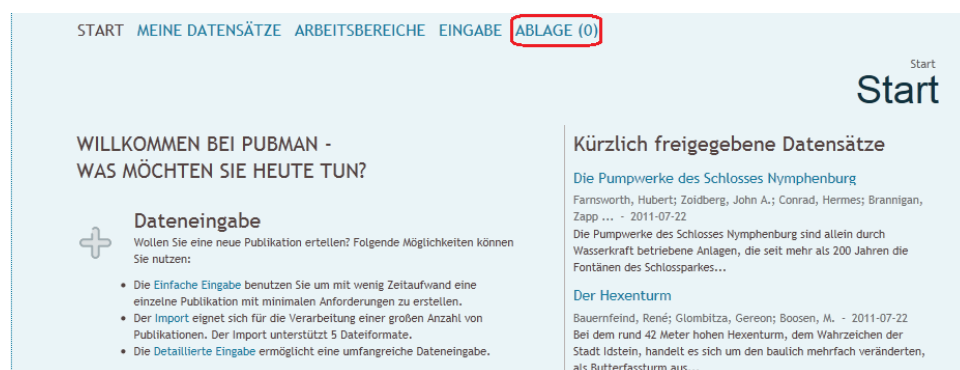 START MEINE DATENSÄTZE ARBEITSBEREICHE EINGABE ABLAGE (0)
Start
Start
WILLKOMMEN BEI PUBMAN -
WAS MÖCHTEN SIE HEUTE TUN?
Dateneingabe
Wollen Sie eine neue Publikation ertellen? Folgende Möglichkeiten können
Sie nutzen:
• Die Einfache Eingabe benutzen Sie um mit wenig Zeitaufwand eine
einzelne Publikation mit minimalen Anforderungen zu erstellen.
• Der Import eignet sich für die Verarbeitung einer großen Anzahl von
Publikationen. Der Import unterstützt 5 Dateiformate.
• Die Detaillierte Eingabe ermöglicht eine umfangreiche Dateneingabe.
Kürzlich freigegebene Datensätze
Die Pumpwerke des Schlosses Nymphenburg
Farnsworth, Hubert; Zoidberg, John A.; Conrad, Hermes; Brannigan,
Zapp ... - 2011-07-22
Die Pumpwerke des Schlosses Nymphenburg sind allein durch
Wasserkraft betriebene Anlagen, die seit mehr als 200 Jahren die
Fontänen des Schlossparkes...
Der Hexenturm
Bauernfeind, René; Glombitza, Gereon; Boosen, M. - 2011-07-22
Bei dem rund 42 Meter hohen Hexenturm, dem Wahrzeichen der
Stadt Idstein, handelt es sich um den baulich mehrfach veränderten,
als Butterfassturm aus...